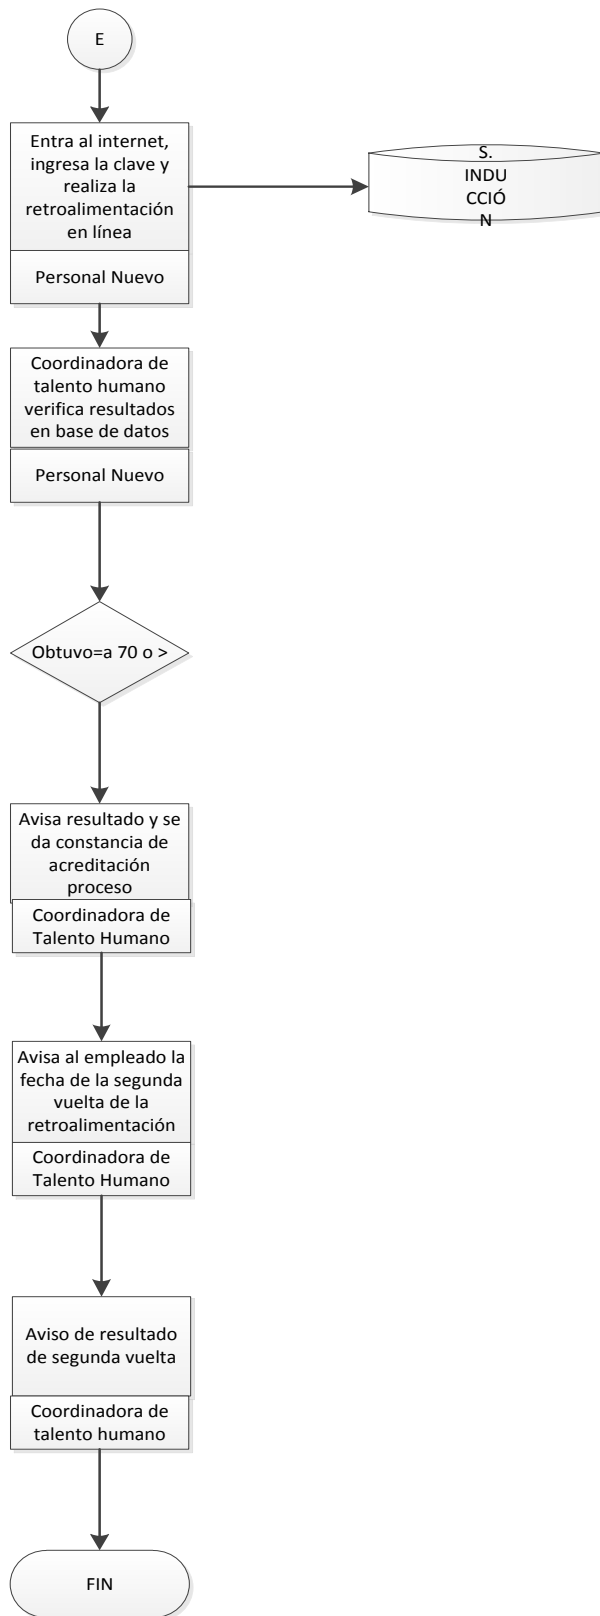 E
Entra al internet,
ingresa la clave y
realiza la
retroalimentación
en línea
Personal Nuevo
S.
INDU
CCIÓ
N
Coordinadora de
talento humano
verifica resultados
en base de datos
Personal Nuevo
Obtuvo=a 70 o >
Avisa resultado y se
da constancia de
acreditación
proceso
Coordinadora de
Talento Humano
Avisa al empleado la
fecha de la segunda
vuelta de la
retroalimentación
Coordinadora de
Talento Humano
Aviso de resultado
de segunda vuelta
Coordinadora de
talento humano
FIN